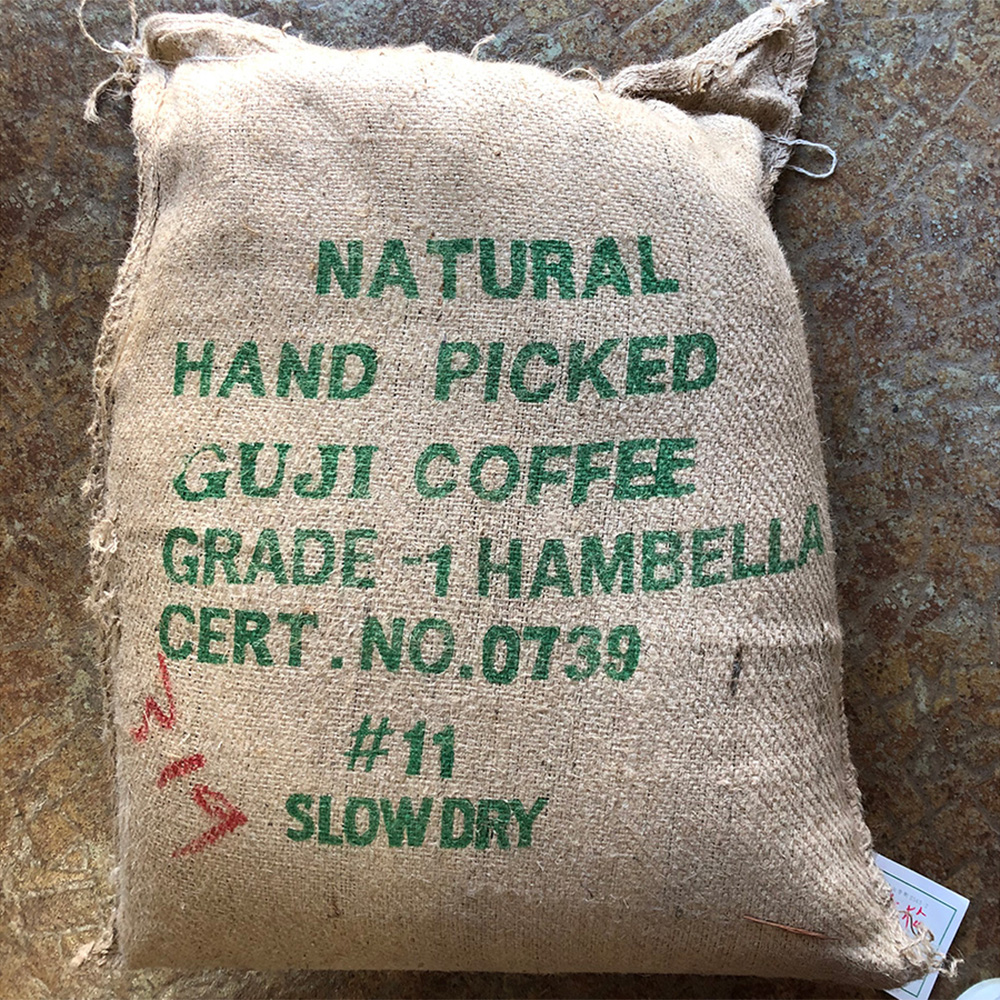 NATURAL
HAND PICKED
GUJI COFFEE
GRADE -1 HAMBELLA
CERT.NO.0739
#11
SLOW DRY